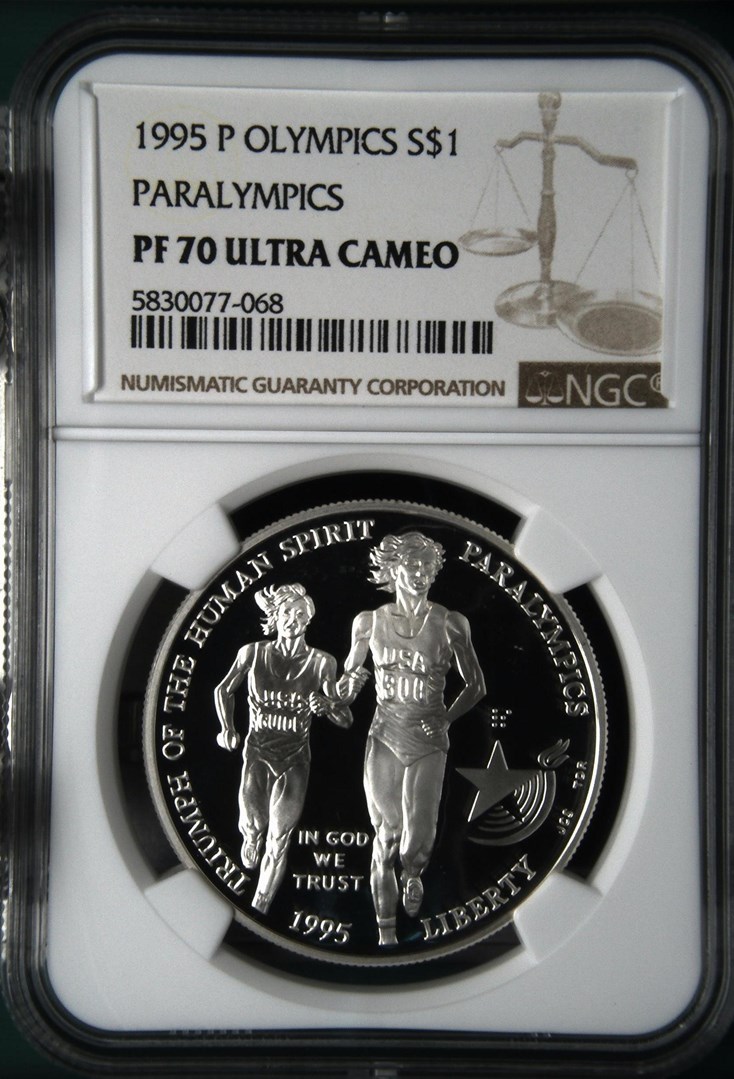 1995 P OLYMPICS S$1
PARALYMPICS
PF 70 ULTRA CAMEO
5830077-068
NUMISMATIC GUARANTY CORPORATION
NGC®
TRIUMPH OF THE HUMAN SPIRIT
PARALYMPICS
USA
USA
GUIDE
IN GOD
WE
TRUST
1995
LIBERTY